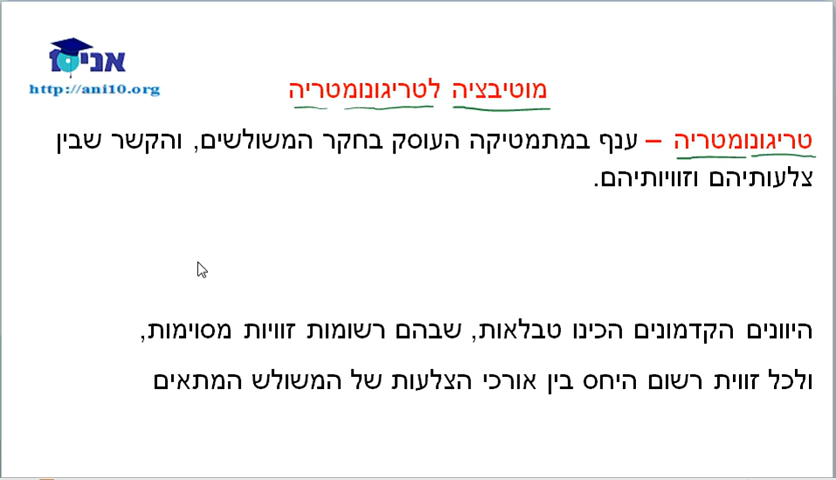 אני10
http://ani10.org
מוטיבציה לטריגונומטריה
טריגונומטריה – ענף במתמטיקה העוסק בחקר המשולשים, והקשר שבין
צלעותיהם וזוויותיהם.
היוונים הקדמונים הכינו טבלאות, שבהם רשומות זוויות מסוימות,
ולכל זווית רשום היחס בין אורכי הצלעות של המשולש המתאים